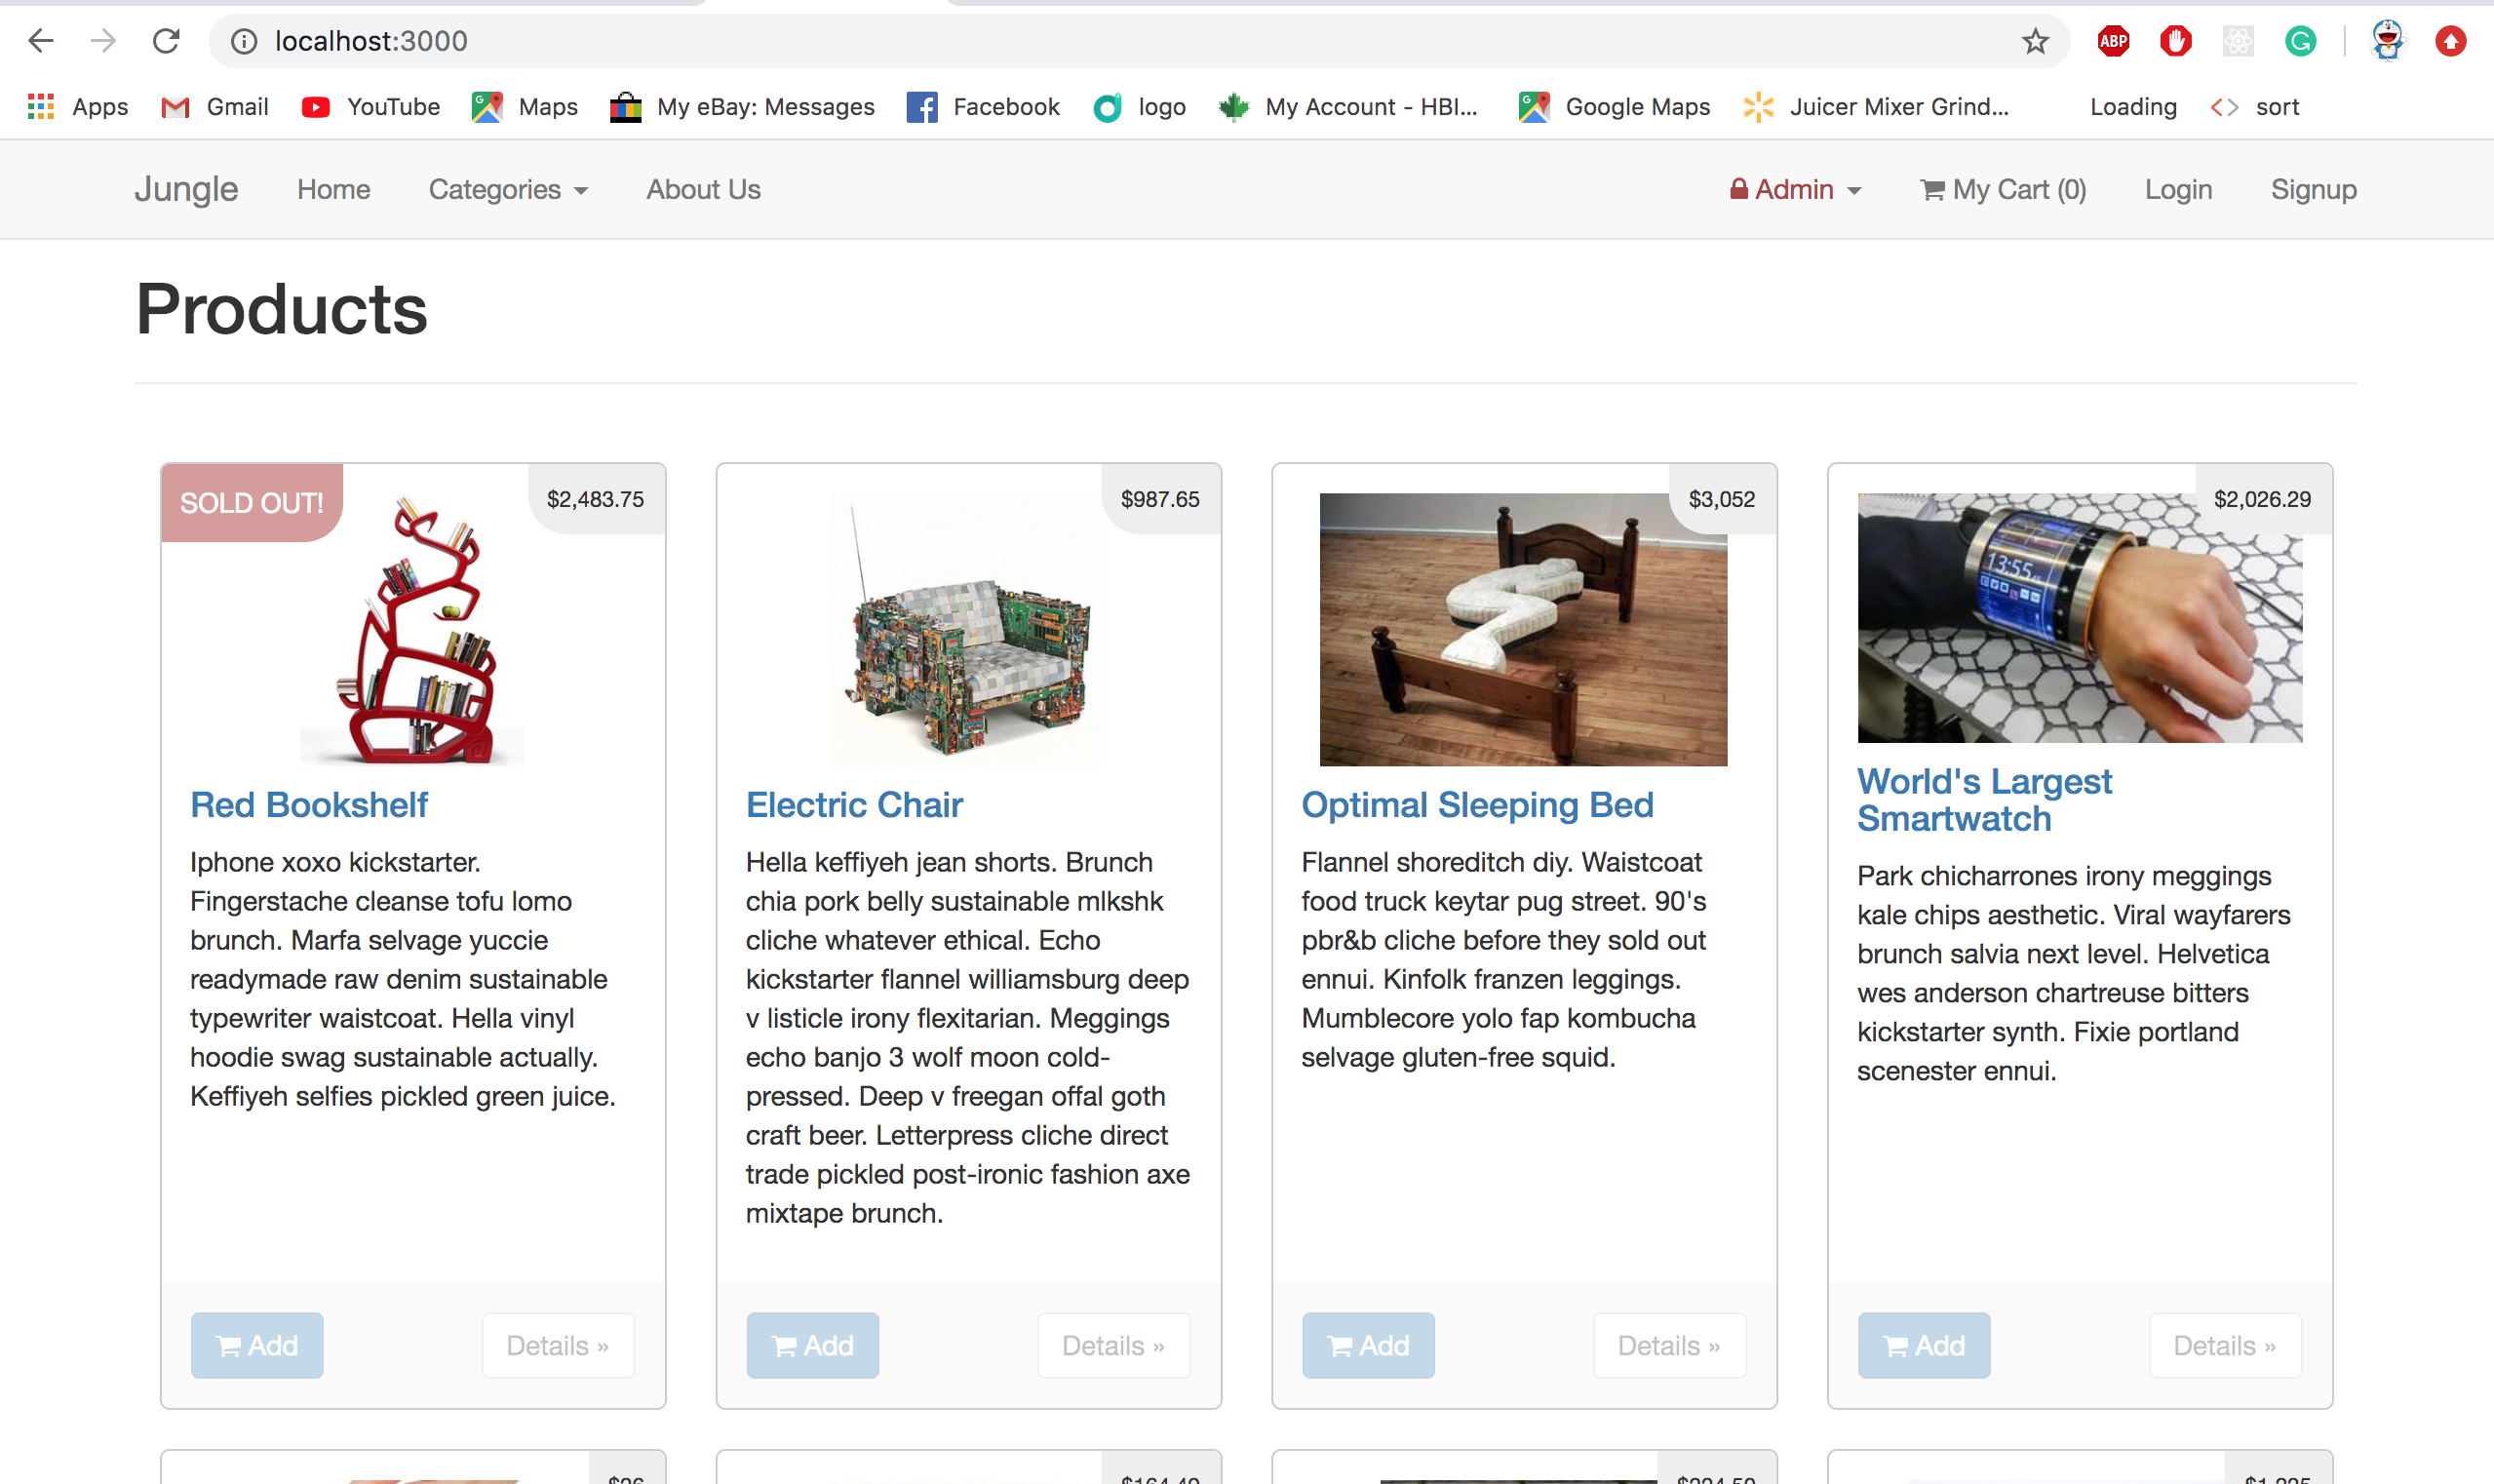 localhost:3000
ABP
Apps Gmail YouTube Maps My eBay: Messages Facebook logo My Account - HBI... Google Maps Juicer Mixer Grind... Loading sort
Jungle Home Categories About Us Admin My Cart (0) Login Signup
Products
SOLD OUT!
$2,483.75
Red Bookshelf
Iphone xoxo kickstarter.
Fingerstache cleanse tofu lomo
brunch. Marfa selvage yuccie
readymade raw denim sustainable
typewriter waistcoat. Hella vinyl
hoodie swag sustainable actually.
Keffiyeh selfies pickled green juice.
Add Details »
$987.65
Electric Chair
Hella keffiyeh jean shorts. Brunch
chia pork belly sustainable mlkshk
cliche whatever ethical. Echo
kickstarter flannel williamsburg deep
v listicle irony flexitarian. Meggings
echo banjo 3 wolf moon cold-
pressed. Deep v freegan offal goth
craft beer. Letterpress cliche direct
trade pickled post-ironic fashion axe
mixtape brunch.
Add Details »
$3,052
Optimal Sleeping Bed
Flannel shoreditch diy. Waistcoat
food truck keytar pug street. 90's
pbr&b cliche before they sold out
ennui. Kinfolk franzen leggings.
Mumblecore yolo fap kombucha
selvage gluten-free squid.
Add Details »
$2,026.29
13:55
World's Largest
Smartwatch
Park chicharrones irony meggings
kale chips aesthetic. Viral wayfarers
brunch salvia next level. Helvetica
wes anderson chartreuse bitters
kickstarter synth. Fixie portland
scenester ennui.
Add Details »